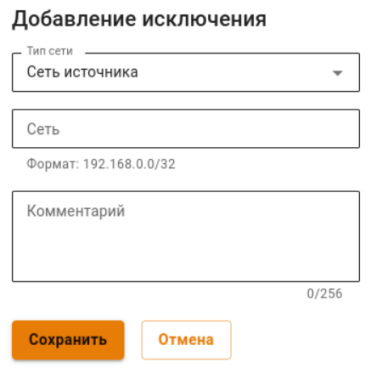 Добавление исключения
Тип сети
Сеть источника
Сеть
Формат: 192.168.0.0/32
Комментарий
0/256
Сохранить
Отмена